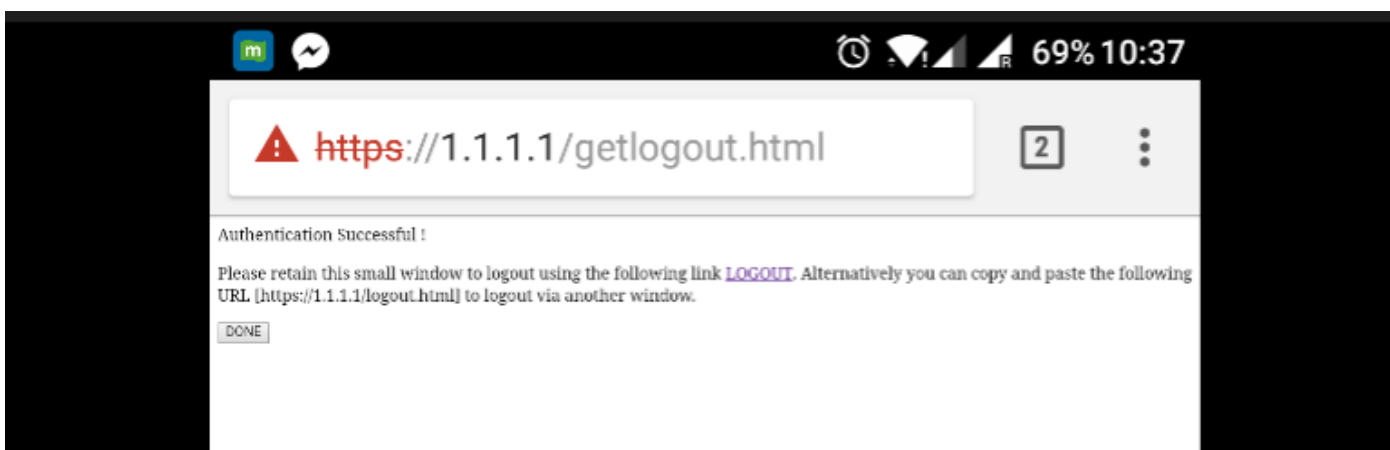 m
R 69% 10:37
https://1.1.1.1/getlogout.html
2
Authentication Successful !
Please retain this small window to logout using the following link LOGOUT. Alternatively you can copy and paste the following
URL [https://1.1.1.1/logout.html] to logout via another window.
DONE